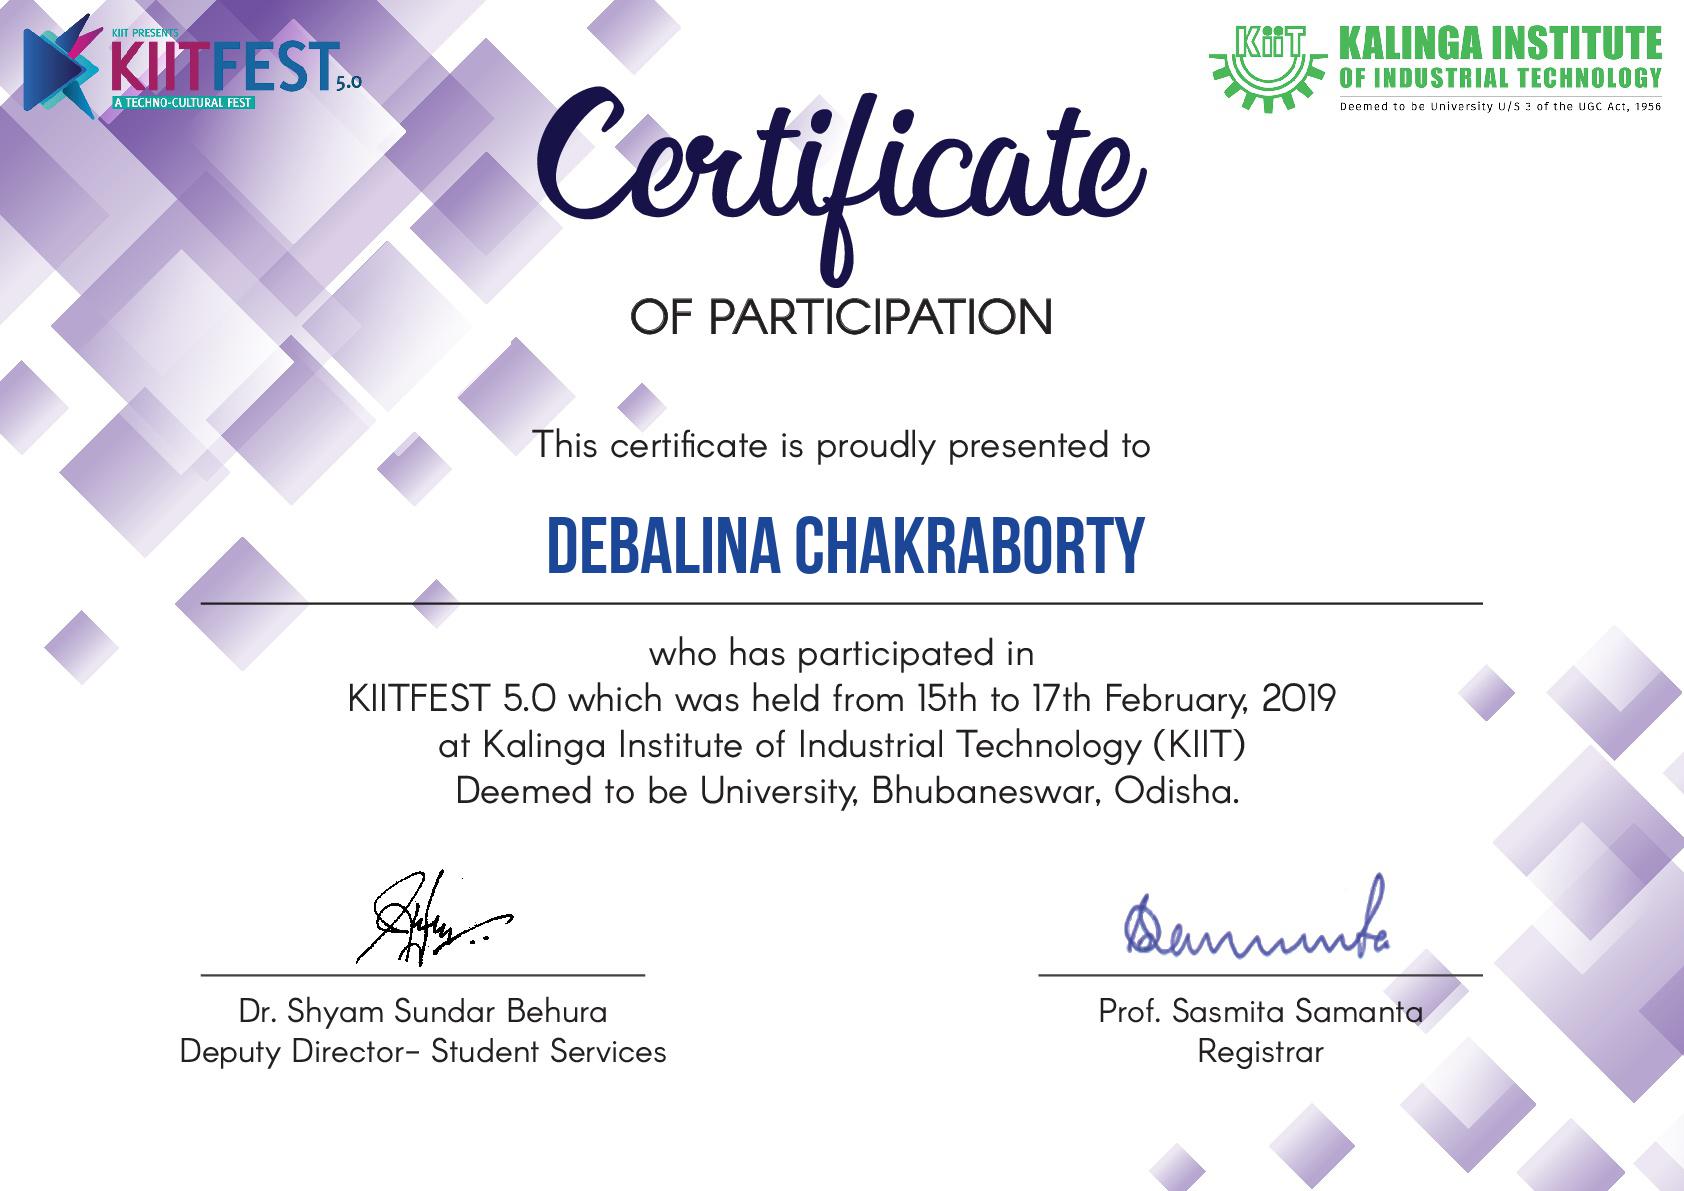 KIIT PRESENTS
KIITFEST 5.0
A TECHNO-CULTURAL FEST
KiiT
KALINGA INSTITUTE
OF INDUSTRIAL TECHNOLOGY
Deemed to be University U/S 3 of the UGC Act, 1956
Certificate
OF PARTICIPATION
This certificate is proudly presented to
DEBALINA CHAKRABORTY
who has participated in
KIITFEST 5.0 which was held from 15th to 17th February, 2019
at Kalinga Institute of Industrial Technology (KIIT)
Deemed to be University, Bhubaneswar, Odisha.
Dr. Shyam Sundar Behura
Deputy Director- Student Services
Prof. Sasmita Samanta
Registrar